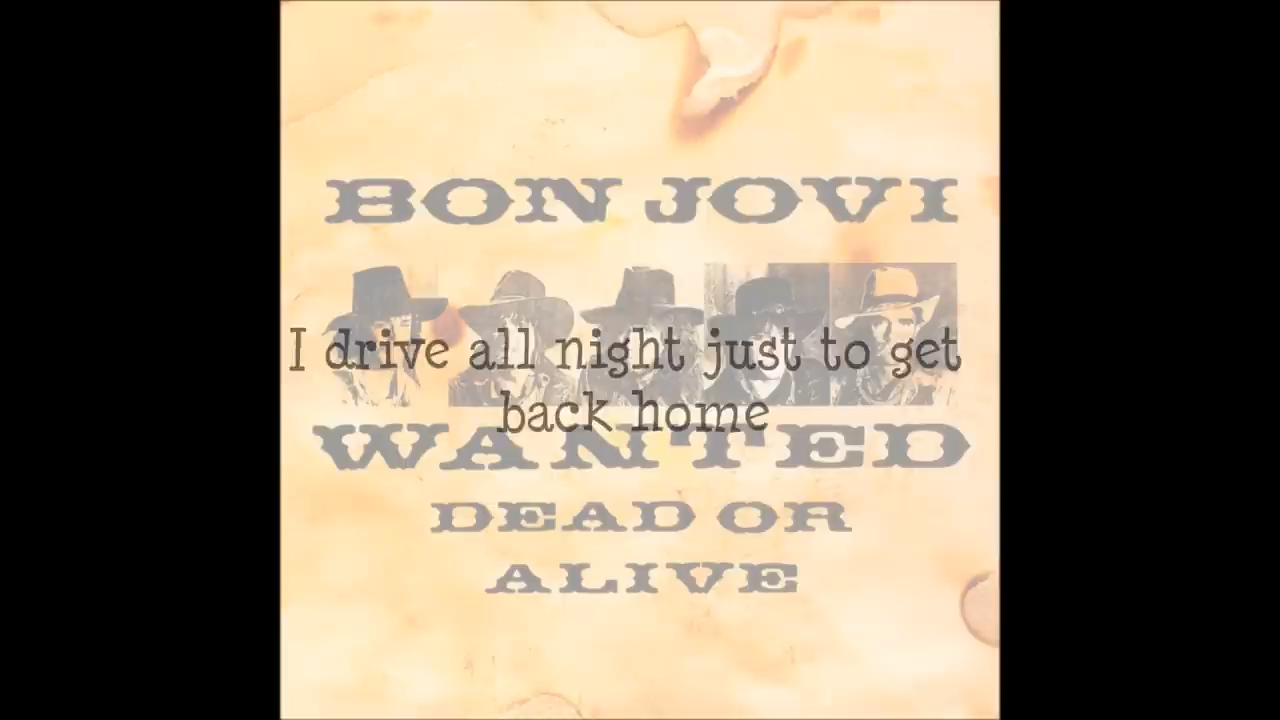 BON JOVI
I drive all night just to get
back home
WANTED
DEAD OR
ALIVE